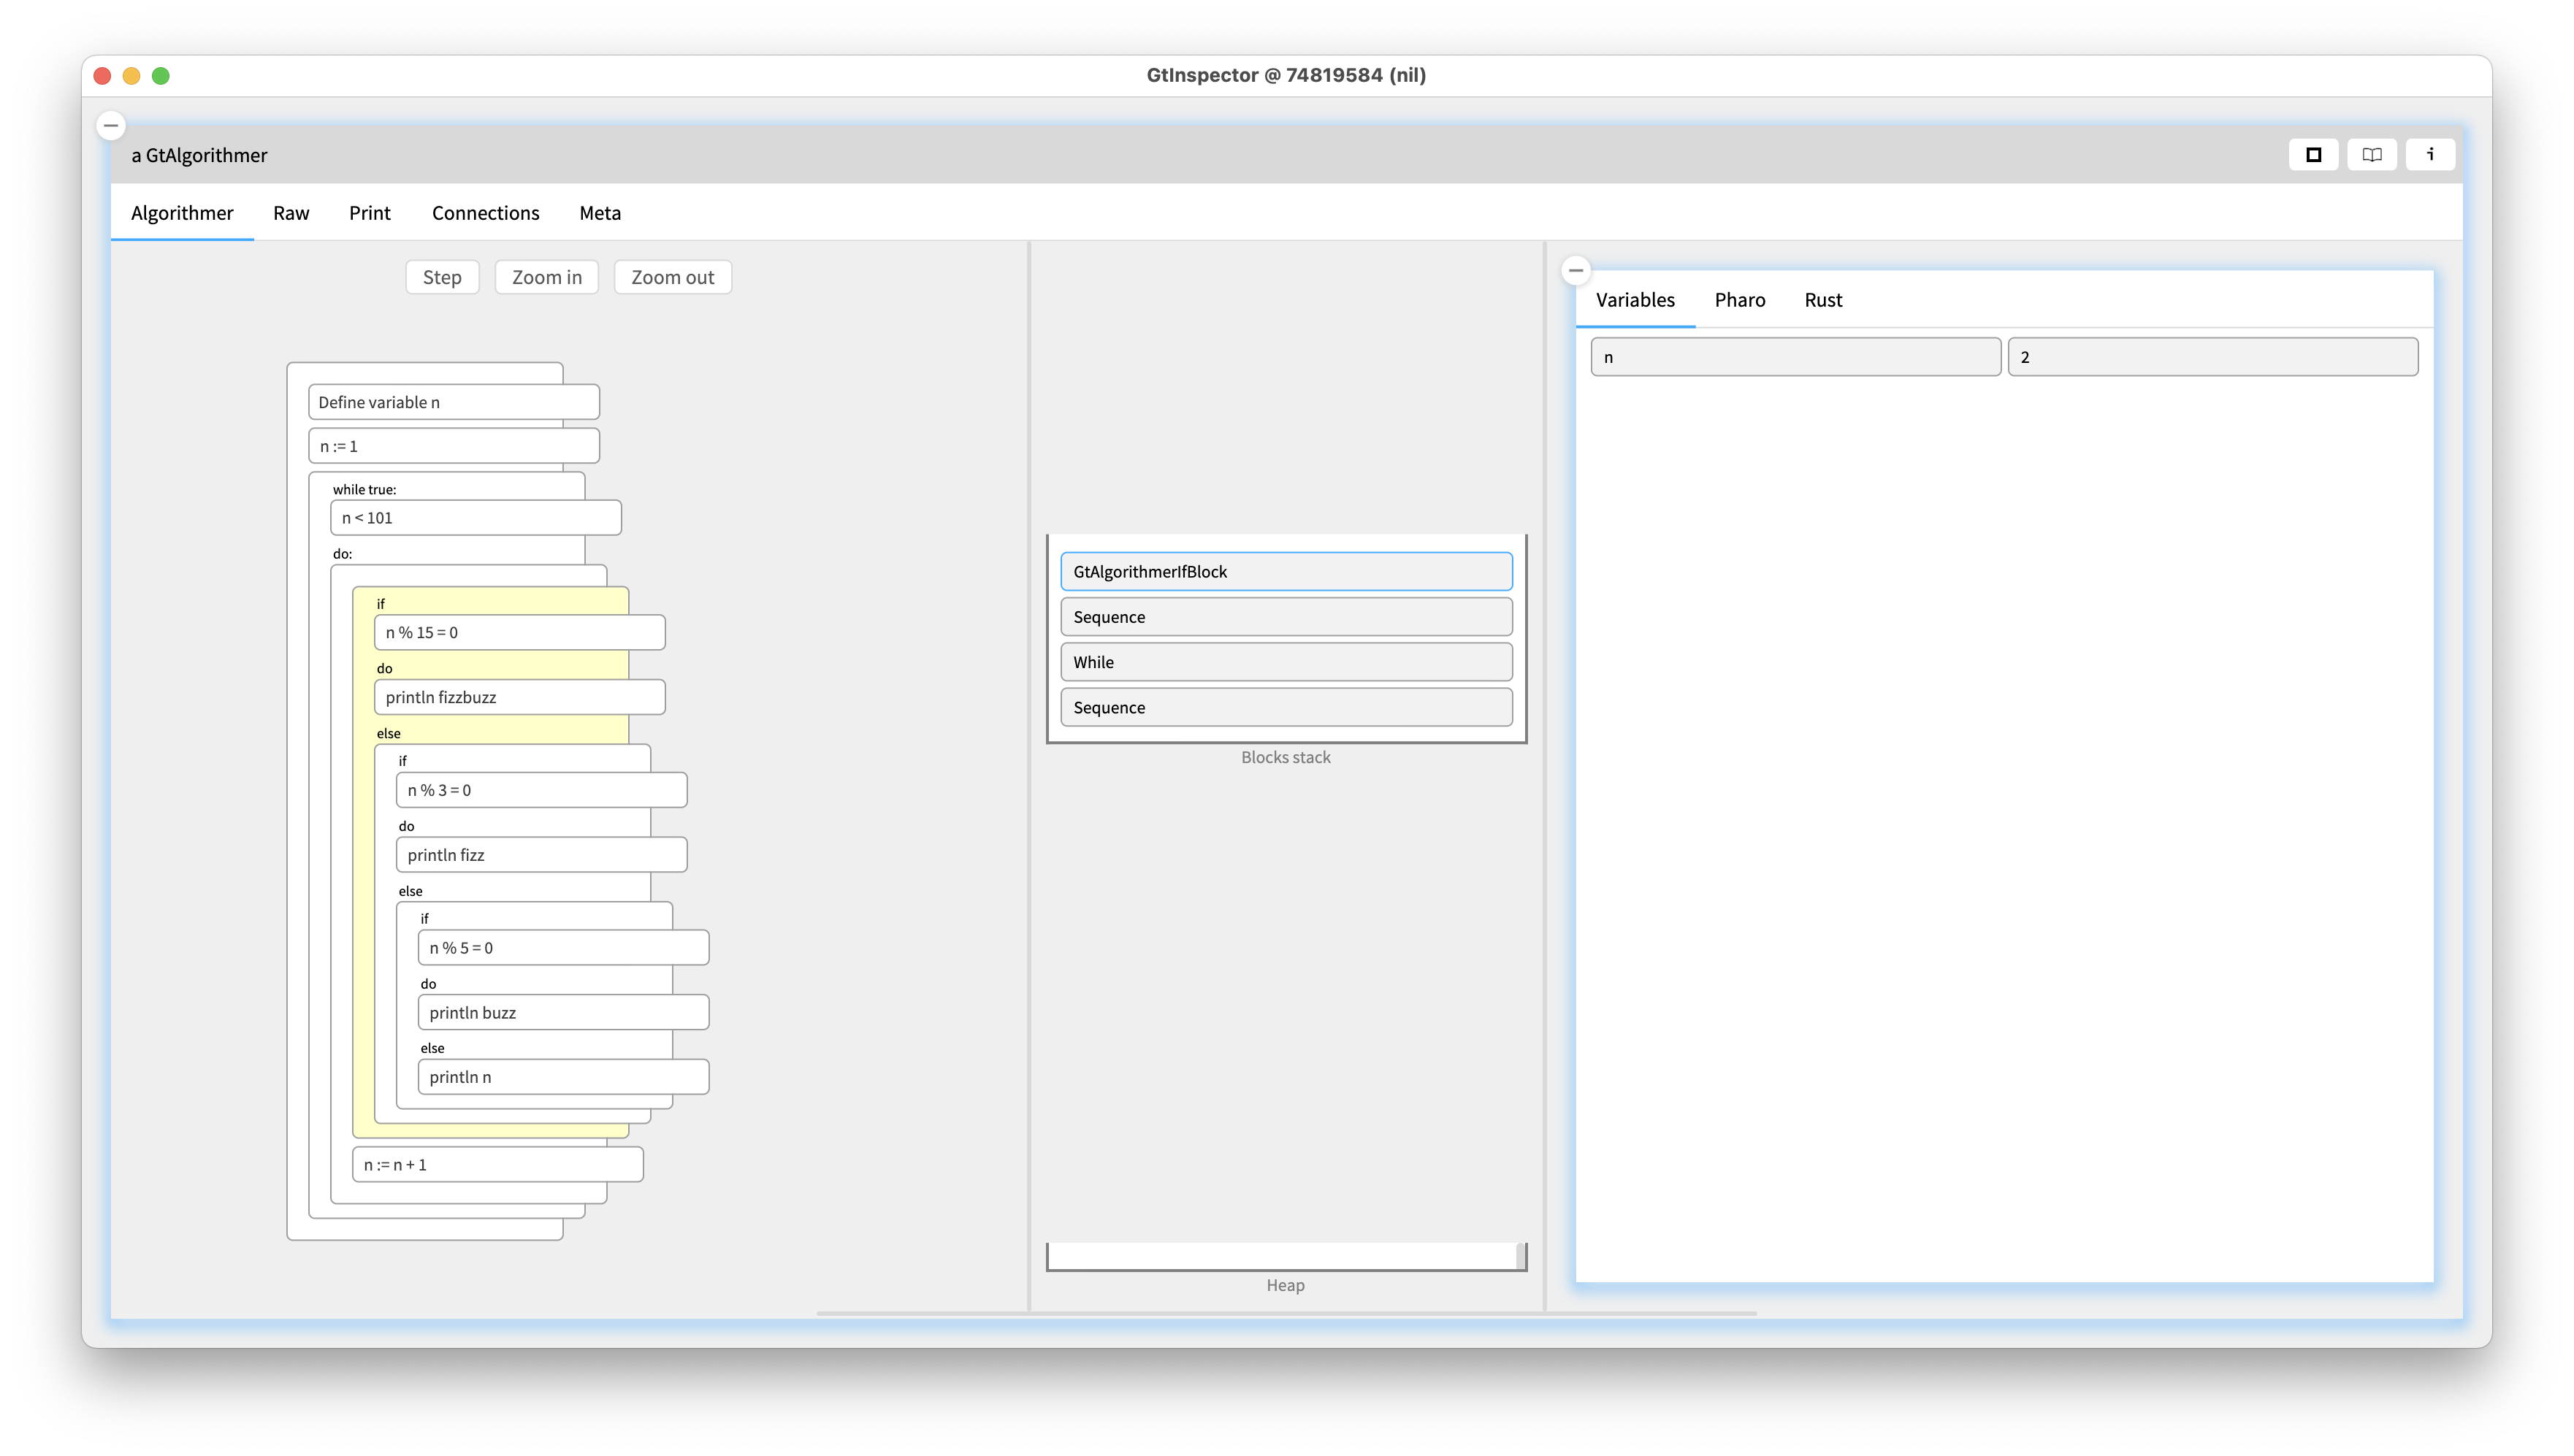 GtInspector @ 74819584 (nil)
a GtAlgorithmer
i
Algorithmer Raw Print Connections Meta
Step Zoom in Zoom out
Define variable n
n := 1
while true:
n < 101
do:
if
n % 15 = 0
do
println fizzbuzz
else
if
n % 3 = 0
do
println fizz
else
if
n % 5 = 0
do
println buzz
else
println n
n := n + 1
GtAlgorithmerIfBlock
Sequence
While
Sequence
Blocks stack
Heap
Variables Pharo Rust
n 2